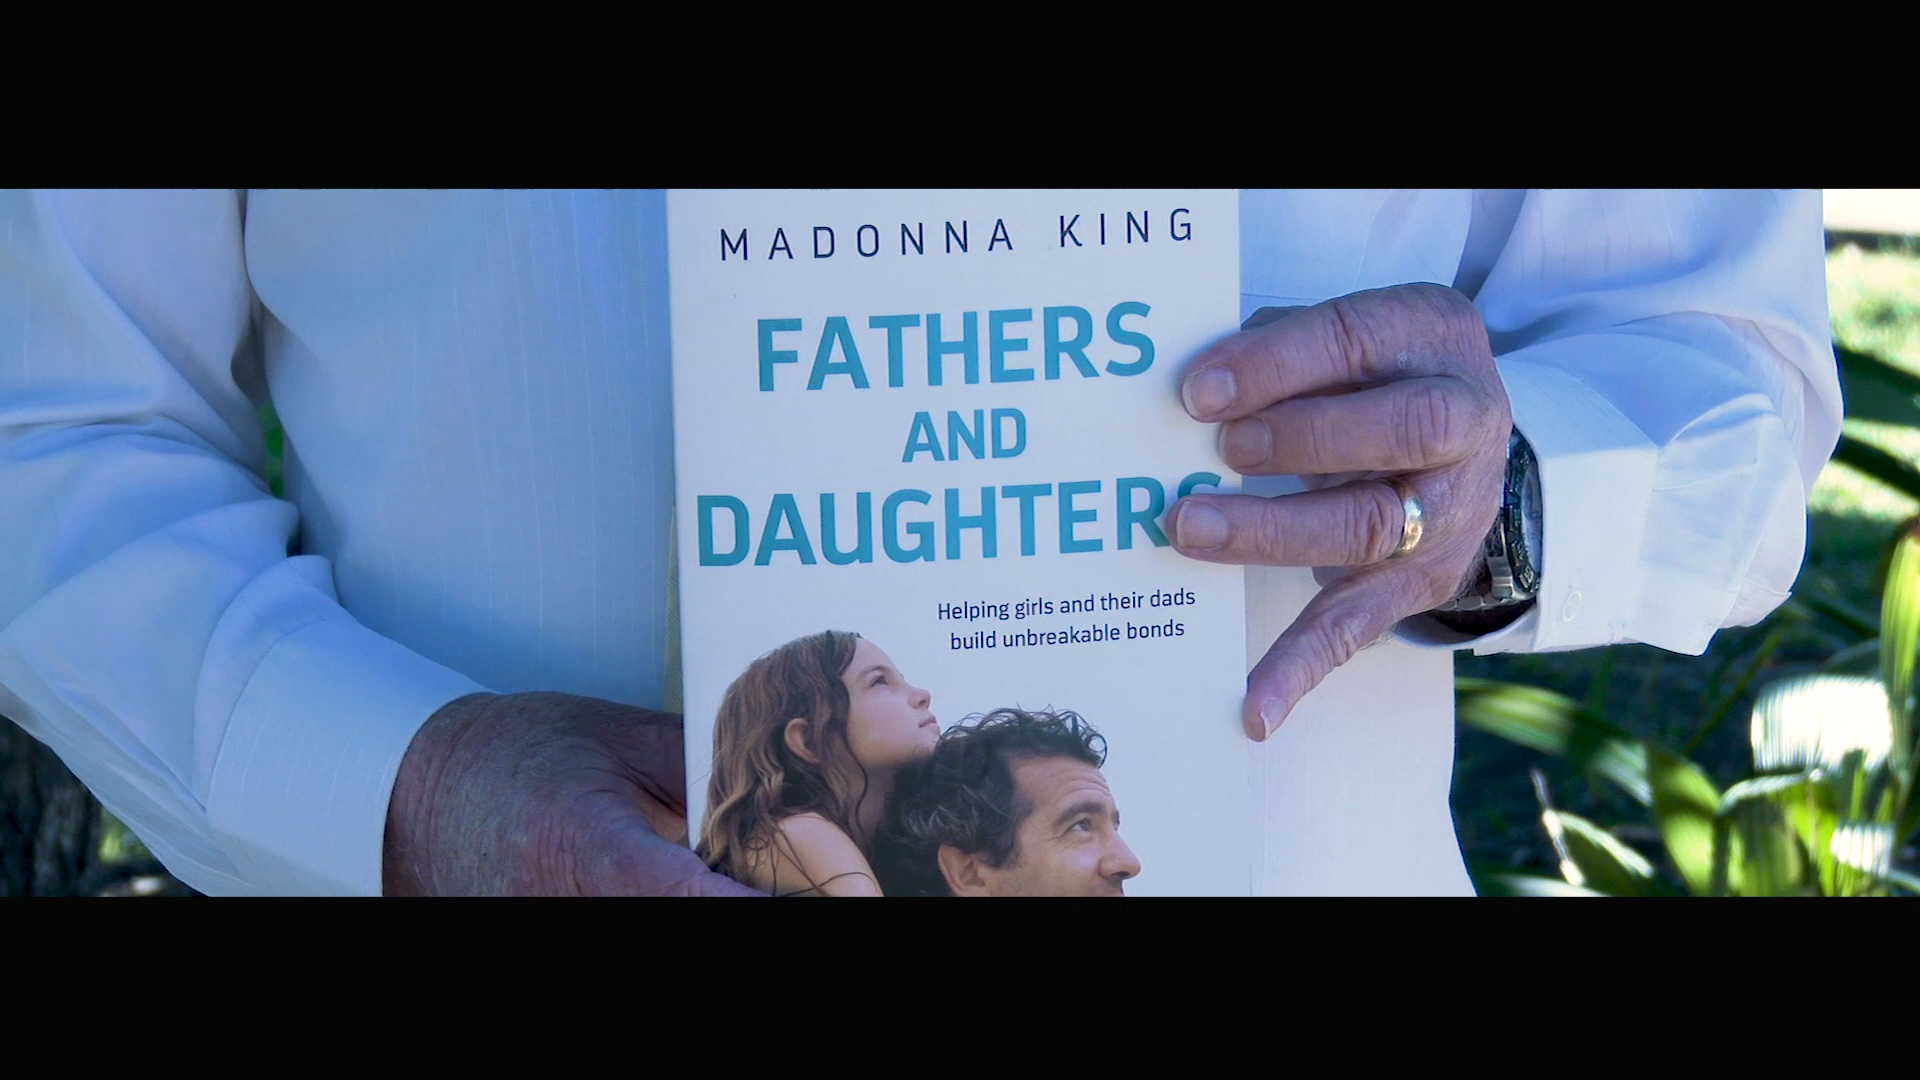 MADONNA KING
FATHERS
AND
DAUGHTERS
Helping girls and their dads
build unbreakable bonds